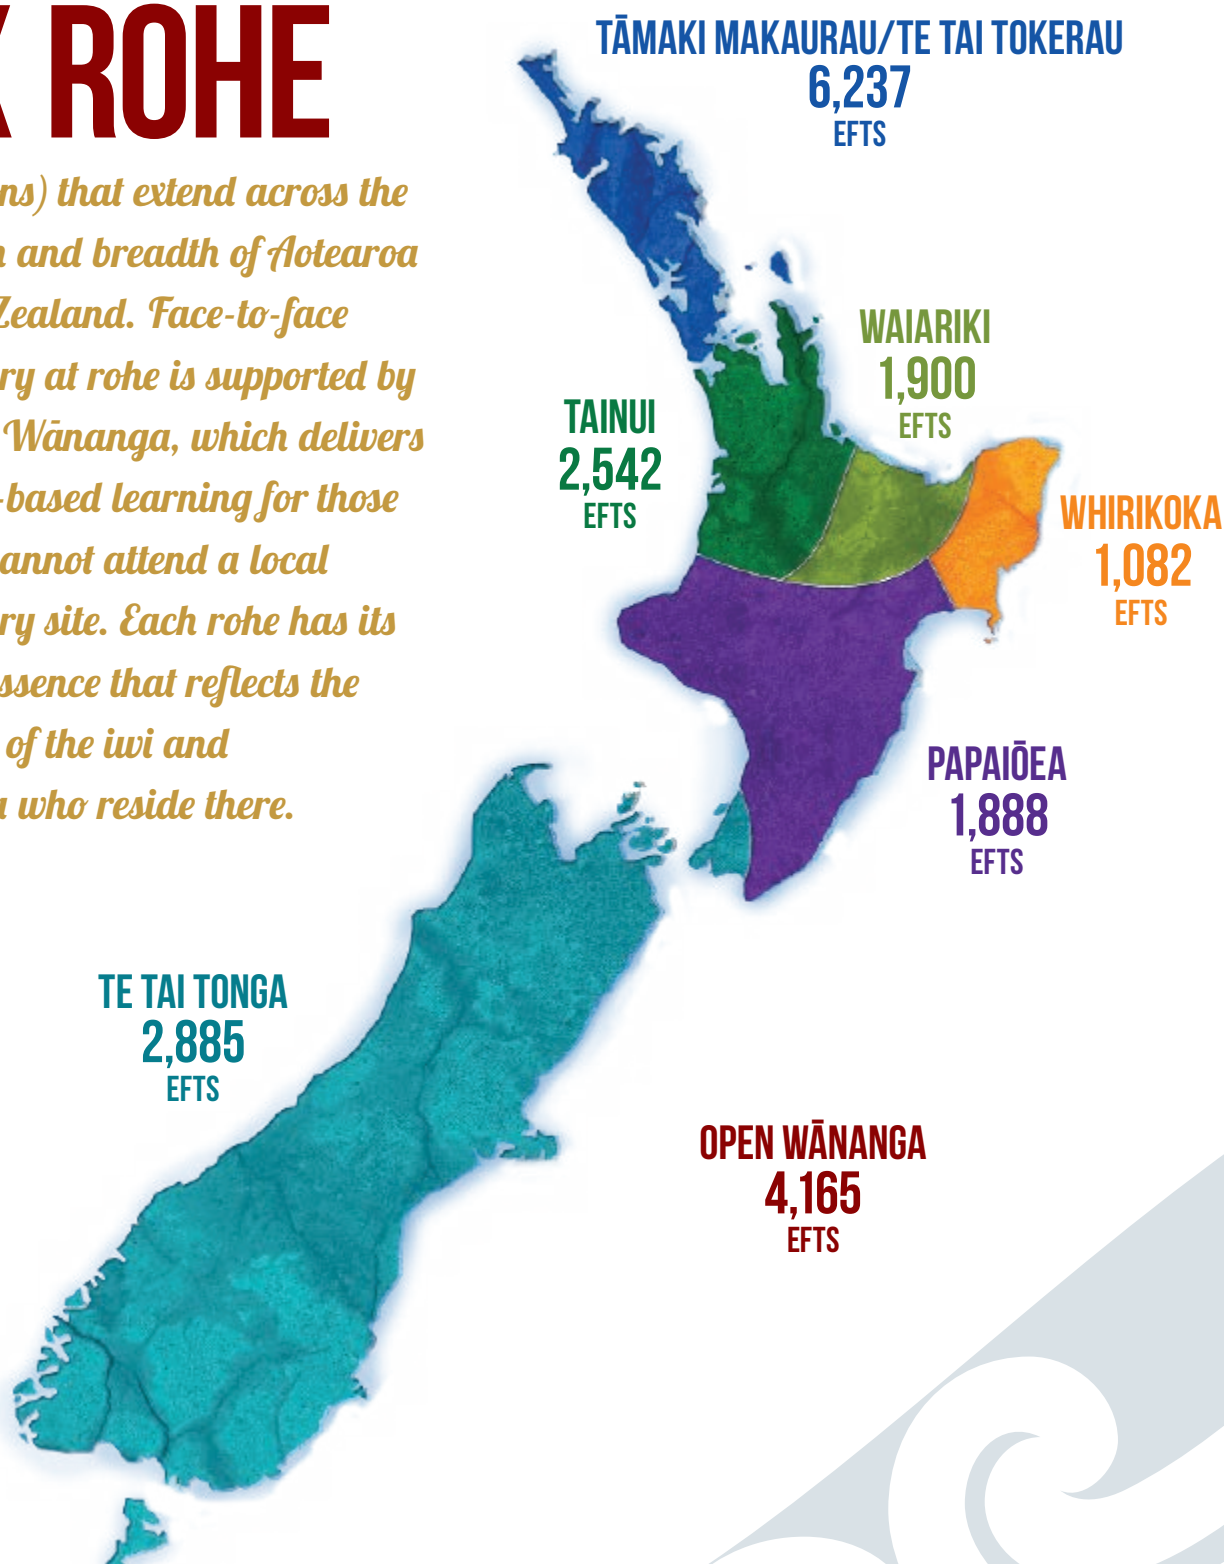 ROHE
ns) that extend across the
and breadth of Aotearoa
Zealand. Face-to-face
ry at rohe is supported by
Wānanga, which delivers
-based learning for those
annot attend a local
ry site. Each rohe has its
ssence that reflects the
of the iwi and
who reside there.
TĀMAKI MAKAURAU/TE TAI TOKERAU
6,237
EFTS
WAIARIKI
1,900
EFTS
TAINUI
2,542
EFTS
WHIRIKOKA
1,082
EFTS
PAPAIŌEA
1,888
EFTS
TE TAI TONGA
2,885
EFTS
OPEN WĀNANGA
4,165
EFTS